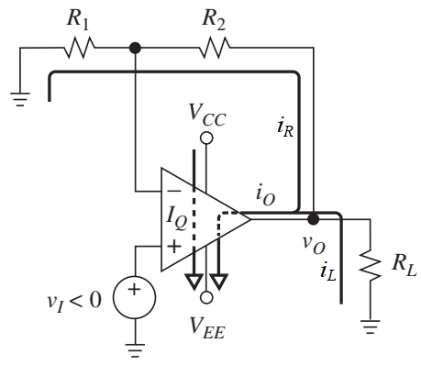 R1 R2
VCC
iR
− iO
IQ
+ vO
iL RL
vI < 0 +
VEE